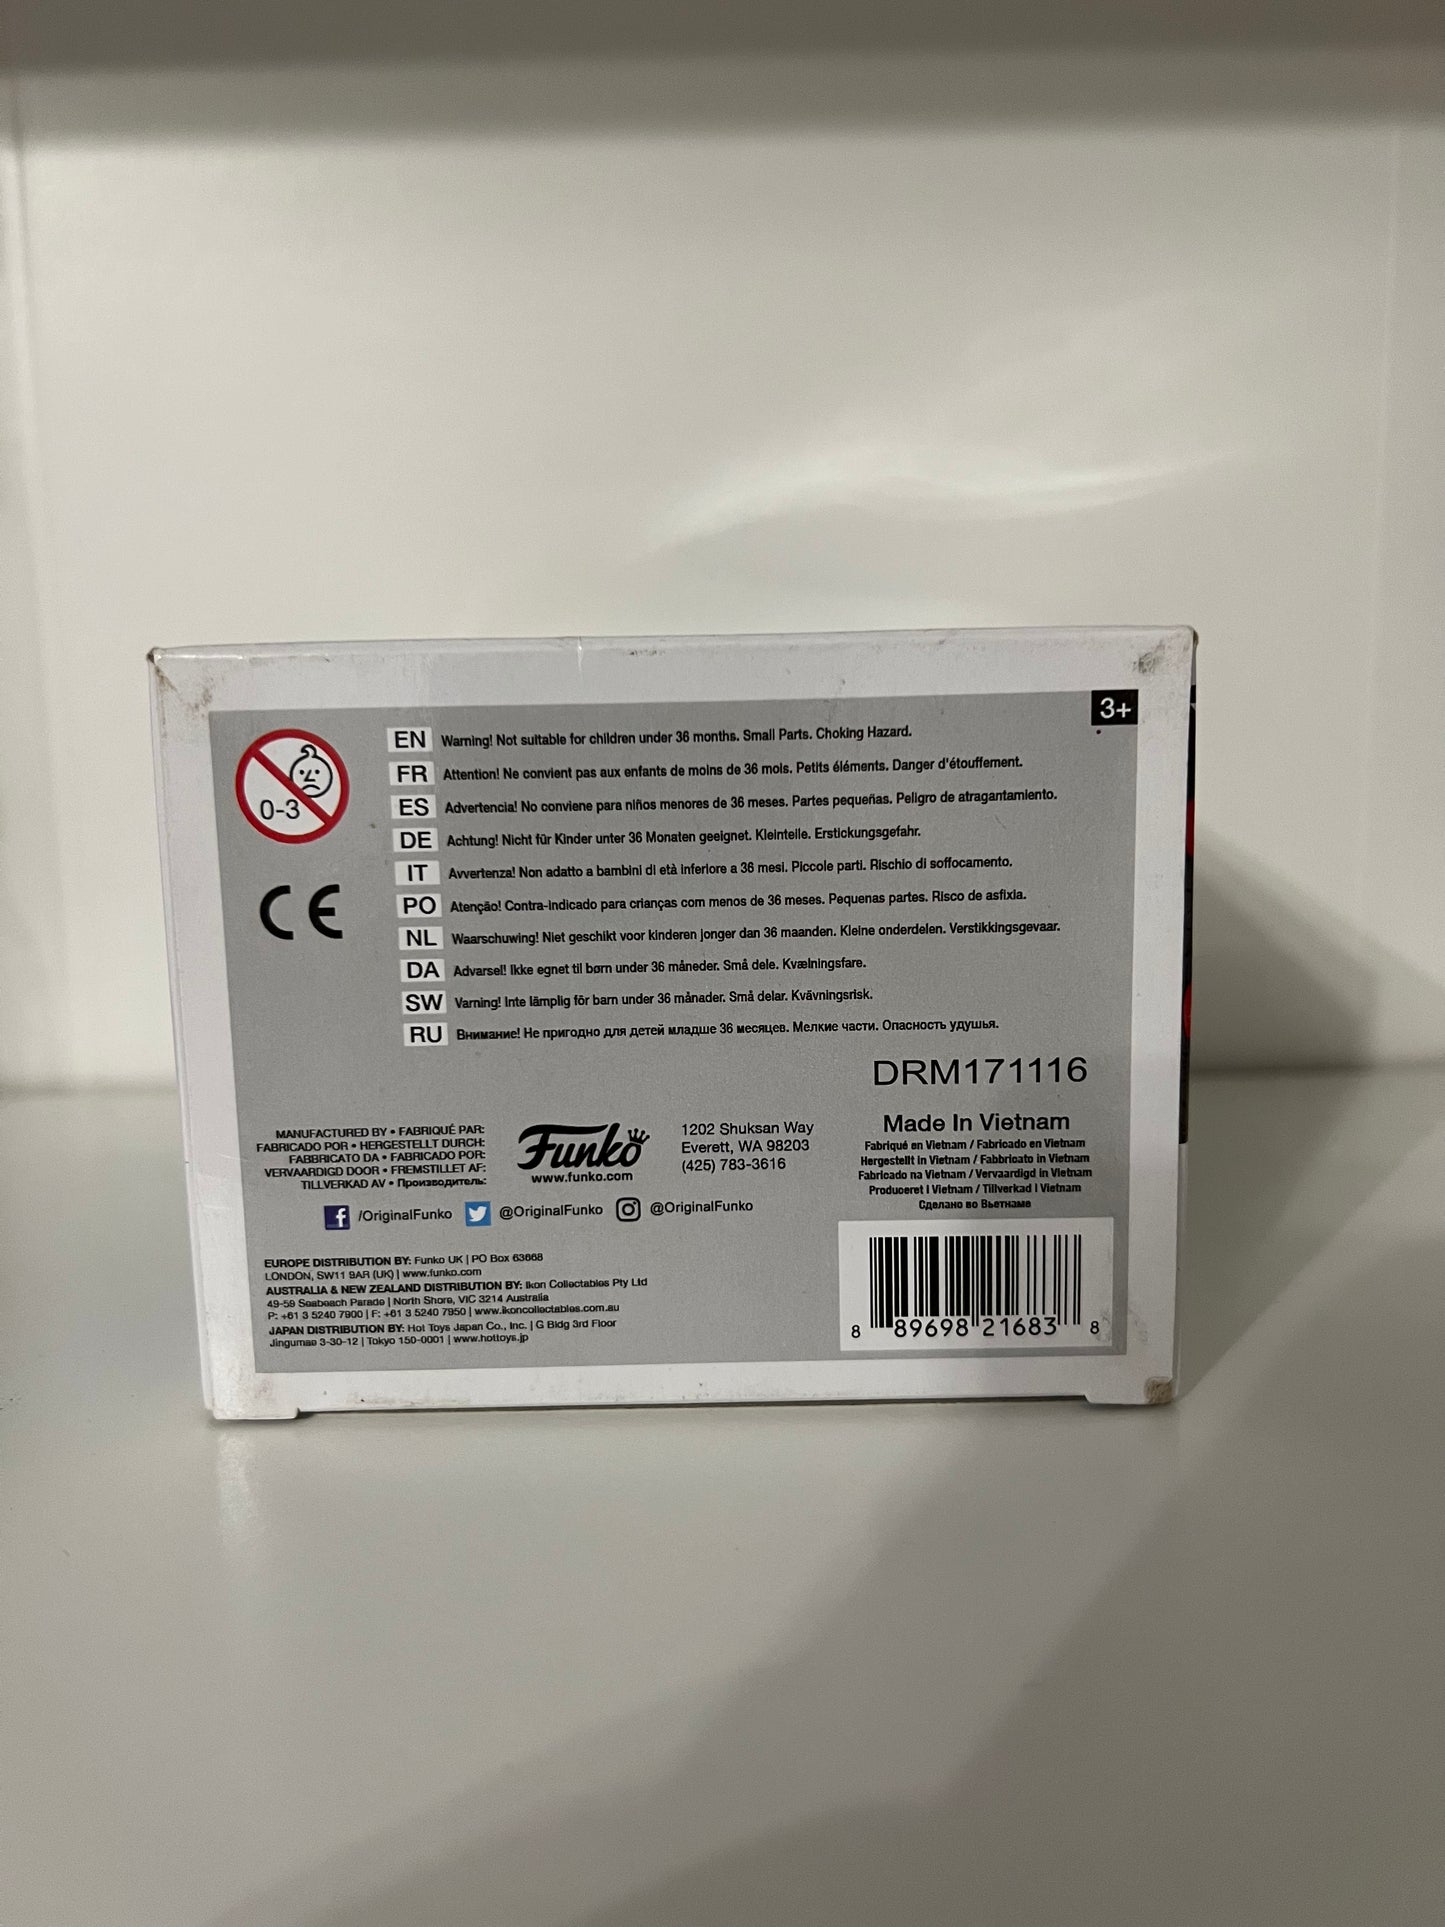 3+
0-3
EN Warning! Not suitable for children under 36 months. Small Parts. Choking Hazard.
FR Attention! Ne convient pas aux enfants de moins de 36 mois. Petits éléments. Danger d'étouffement.
ES Advertencia! No conviene para niños menores de 36 meses. Partes pequeñas. Peligro de atragantamiento.
DE Achtung! Nicht für Kinder unter 36 Monaten geeignet. Kleinteile. Erstickungsgefahr.
IT Avvertenza! Non adatto a bambini di età inferiore a 36 mesi. Piccole parti. Rischio di soffocamento.
PO Atenção! Contra-indicado para crianças com menos de 36 meses. Pequenas partes. Risco de asfixia.
NL Waarschuwing! Niet geschikt voor kinderen jonger dan 36 maanden. Kleine onderdelen. Verstikkingsgevaar.
DA Advarsel! Ikke egnet til børn under 36 måneder. Små dele. Kvælningsfare.
SW Varning! Inte lämplig för barn under 36 månader. Små delar. Kvävningsrisk.
RU Внимание! Не пригодно для детей младше 36 месяцев. Мелкие части. Опасность удушья.
CE
DRM171116
MANUFACTURED BY • FABRIQUÉ PAR:
FABRICADO POR • HERGESTELLT DURCH:
FABBRICATO DA • FABRICADO POR:
VERVAARDIGD DOOR • FREMSTILLET AF:
TILLVERKAD AV • Производитель:
Funko
www.funko.com
1202 Shuksan Way
Everett, WA 98203
(425) 783-3616
Made In Vietnam
Fabriqué en Vietnam / Fabricado en Vietnam
Hergestellt in Vietnam / Fabbricato in Vietnam
Fabricado na Vietnam / Vervaardigd in Vietnam
Produceret i Vietnam / Tillverkad i Vietnam
Сделано во Вьетнаме
/OriginalFunko @OriginalFunko @OriginalFunko
EUROPE DISTRIBUTION BY: Funko UK | PO Box 63668
LONDON, SW11 9AR (UK) | www.funko.com
AUSTRALIA & NEW ZEALAND DISTRIBUTION BY: Ikon Collectables Pty Ltd
49-59 Seabeach Parade | North Shore, VIC 3214 Australia
P: +61 3 5240 7900 | F: +61 3 5240 7950 | www.ikoncollectables.com.au
JAPAN DISTRIBUTION BY: Hot Toys Japan Co., Inc. | G Bldg 3rd Floor
Jingumae 3-30-12 | Tokyo 150-0001 | www.hottoys.jp
8 89698 21683 8